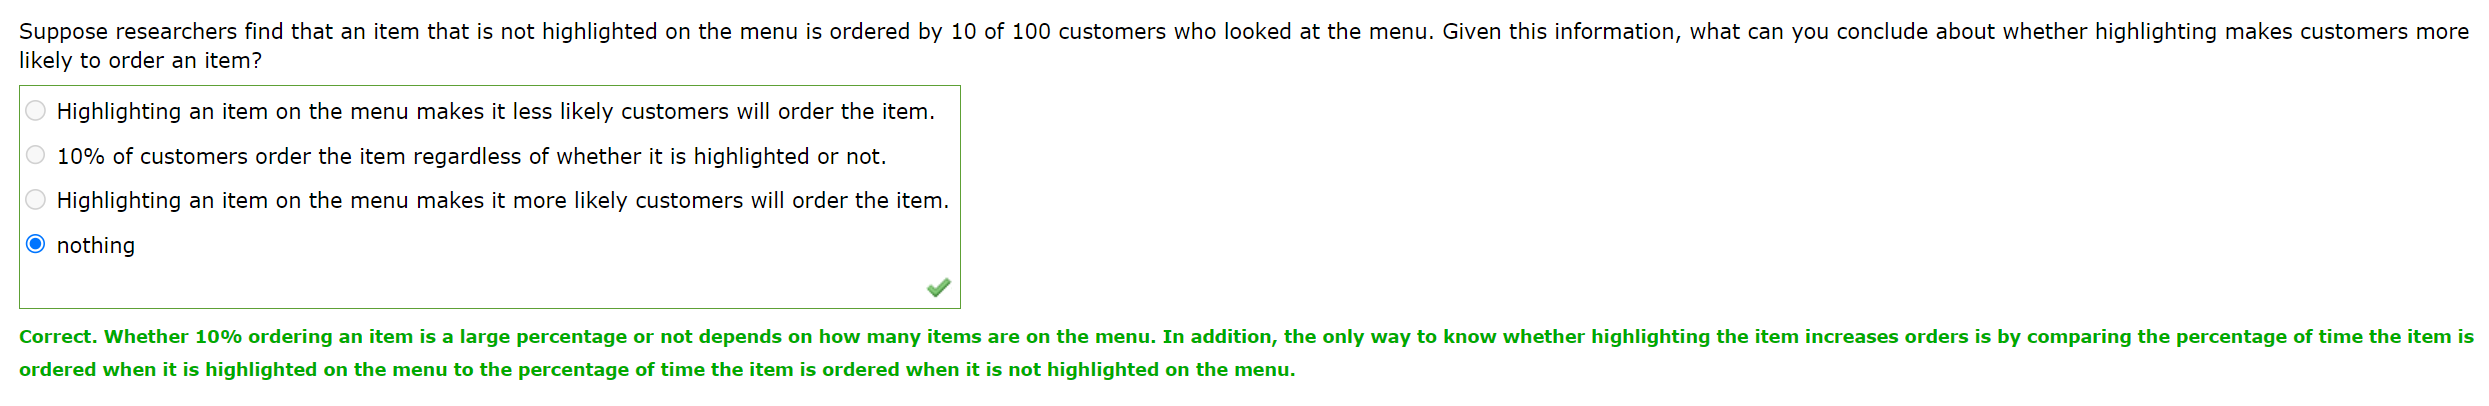 Suppose researchers find that an item that is not highlighted on the menu is ordered by 10 of 100 customers who looked at the menu. Given this information, what can you conclude about whether highlighting makes customers more
likely to order an item?
Highlighting an item on the menu makes it less likely customers will order the item.
10% of customers order the item regardless of whether it is highlighted or not.
Highlighting an item on the menu makes it more likely customers will order the item.
nothing
Correct. Whether 10% ordering an item is a large percentage or not depends on how many items are on the menu. In addition, the only way to know whether highlighting the item increases orders is by comparing the percentage of time the item is
ordered when it is highlighted on the menu to the percentage of time the item is ordered when it is not highlighted on the menu.